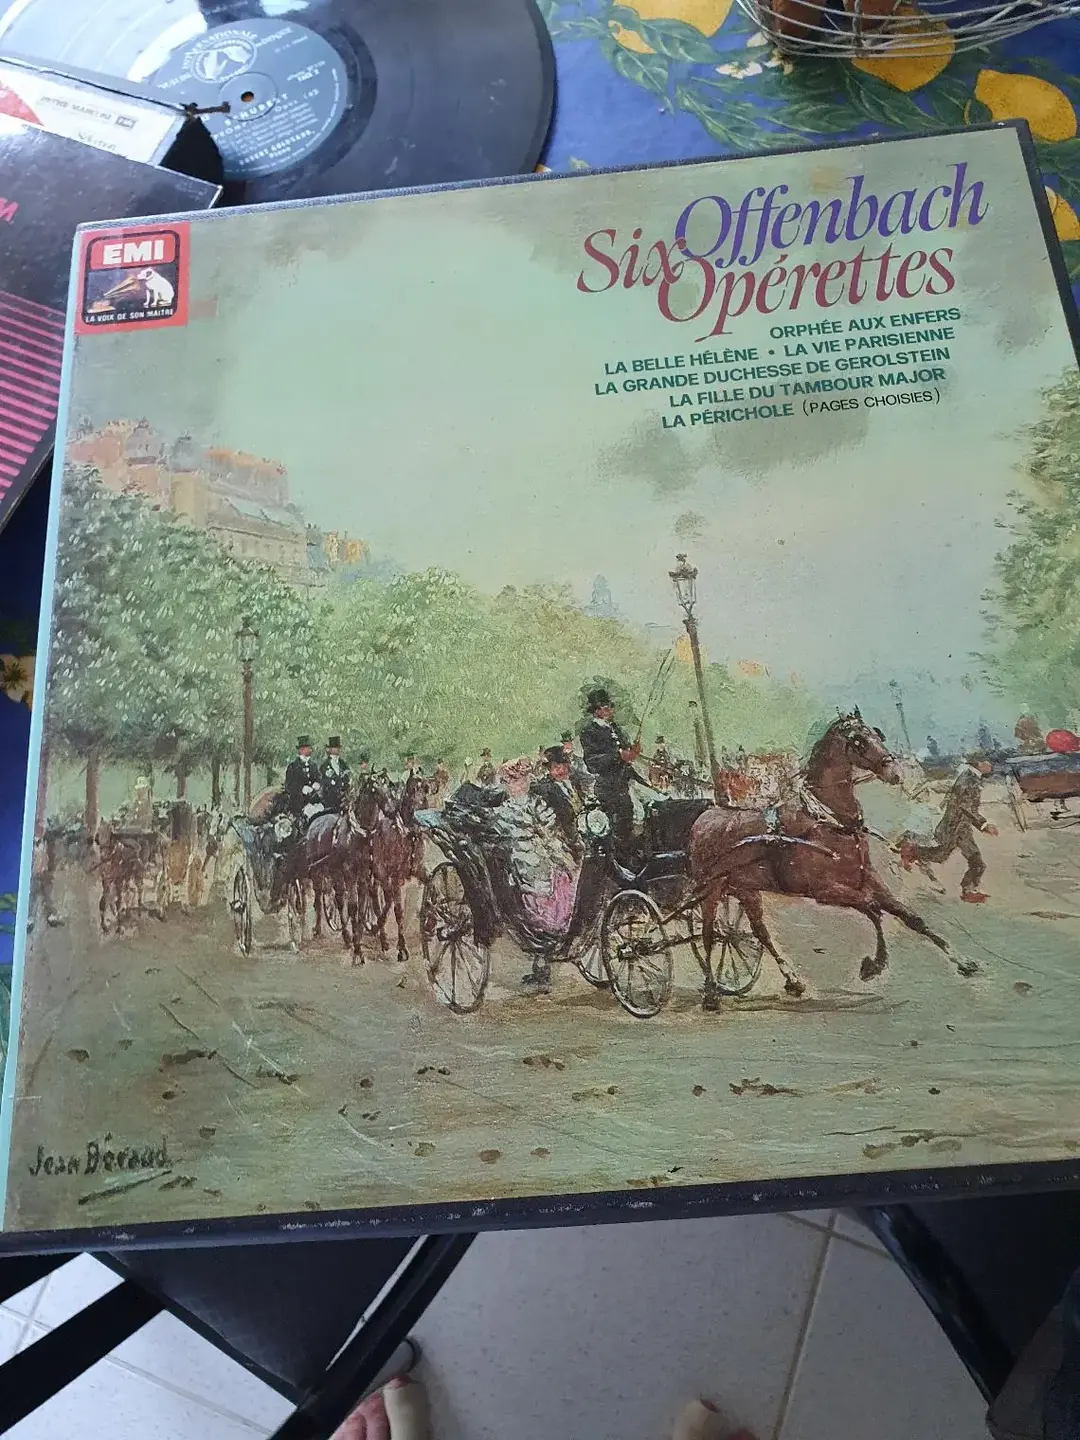 INTERNATIONALE
EMI
LA VOIX DE SON MAITRE
Offenbach
Six Opérettes
ORPHÉE AUX ENFERS
LA BELLE HÉLÈNE • LA VIE PARISIENNE
LA GRANDE DUCHESSE DE GEROLSTEIN
LA FILLE DU TAMBOUR MAJOR
LA PÉRICHOLE (PAGES CHOISIES)
Jean Béraud